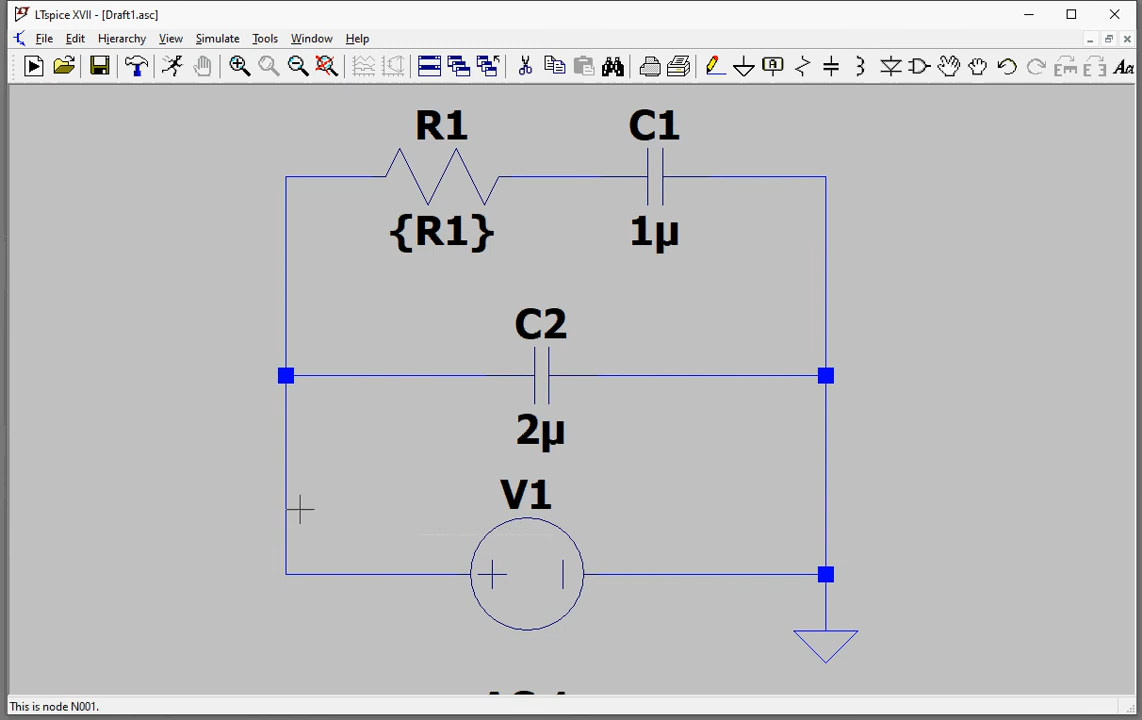 LTspice XVII - [Draft1.asc]
File Edit Hierarchy View Simulate Tools Window Help
R1
C1
{R1}
1µ
C2
2µ
V1
This is node N001.